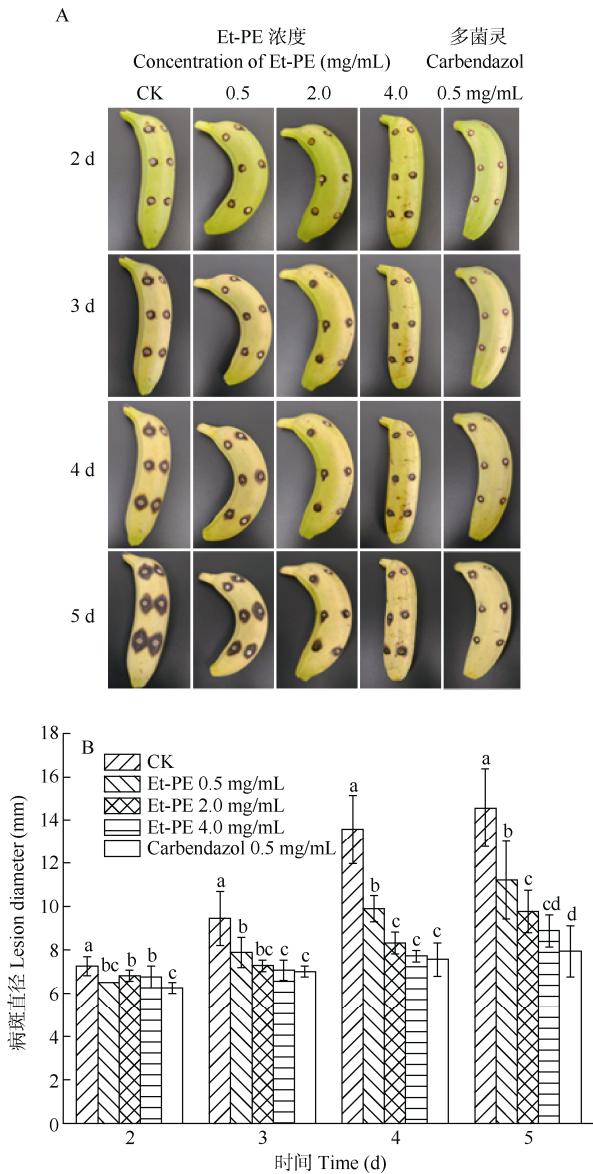 A
Et-PE 浓度 多菌灵
Concentration of Et-PE (mg/mL) Carbendazol
CK 0.5 2.0 4.0 0.5 mg/mL
2 d
3 d
4 d
5 d
B
CK
Et-PE 0.5 mg/mL
Et-PE 2.0 mg/mL
Et-PE 4.0 mg/mL
Carbendazol 0.5 mg/mL
病斑直径 Lesion diameter (mm)
18
16
14
12
10
8
6
4
2
0
a bc b b c
a b bc c c
a b c c c
a b c cd d
2 3 4 5
时间 Time (d)